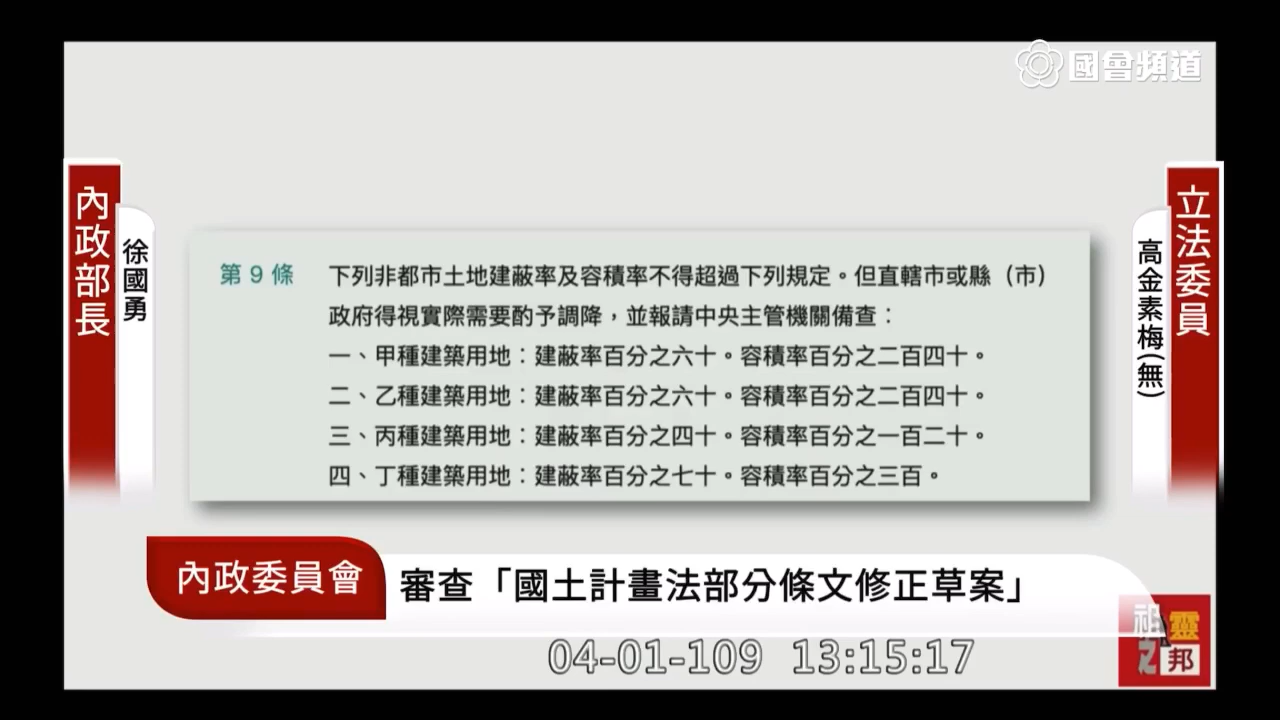 國會頻道
內政部長
徐國勇
立法委員
高金素梅(無)
第 9 條
下列非都市土地建蔽率及容積率不得超過下列規定。但直轄市或縣（市）
政府得視實際需要酌予調降，並報請中央主管機關備查：
一、甲種建築用地：建蔽率百分之六十。容積率百分之二百四十。
二、乙種建築用地：建蔽率百分之六十。容積率百分之二百四十。
三、丙種建築用地：建蔽率百分之四十。容積率百分之一百二十。
四、丁種建築用地：建蔽率百分之七十。容積率百分之三百。
內政委員會
審查「國土計畫法部分條文修正草案」
04-01-109 13:15:17
祖靈
之邦